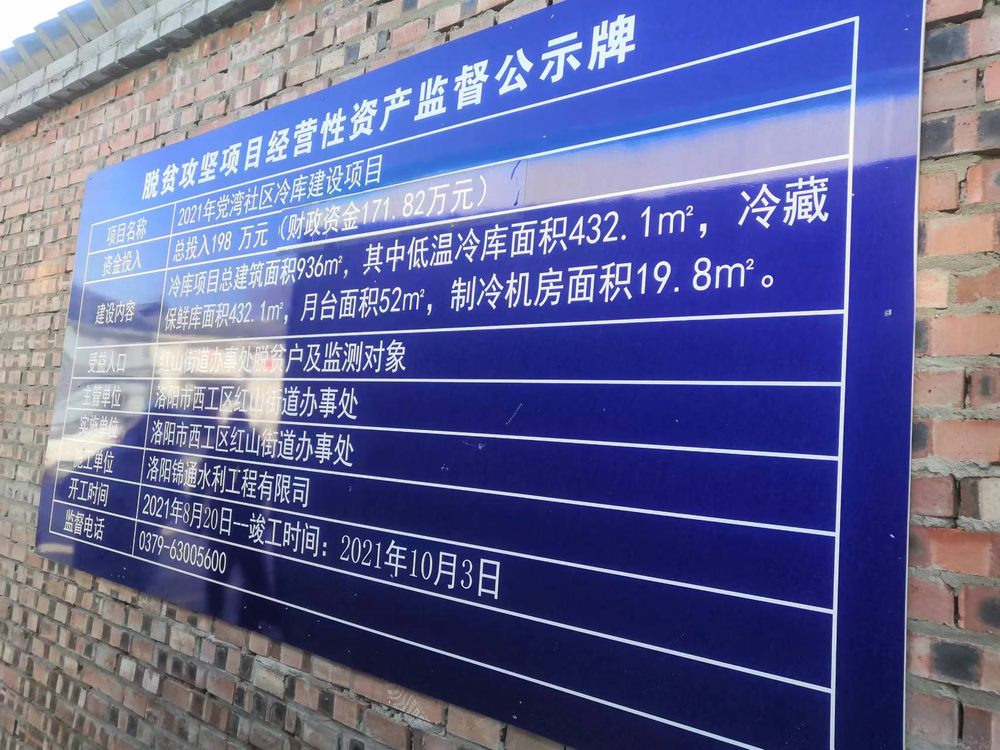 脱贫攻坚项目经营性资产监督公示牌
项目名称 2021年党湾社区冷库建设项目
资金投入 总投入198 万元（财政资金171.82万元）
建设内容 冷库项目总建筑面积936㎡，其中低温冷库面积432.1㎡，冷藏
保鲜库面积432.1㎡，月台面积52㎡，制冷机房面积19.8㎡。
受益人口 红山街道办事处脱贫户及监测对象
主管单位 洛阳市西工区红山街道办事处
实施单位 洛阳市西工区红山街道办事处
施工单位 洛阳锦通水利工程有限司
开工时间 2021年8月20日--竣工时间：2021年10月3日
监督电话 0379-63005600